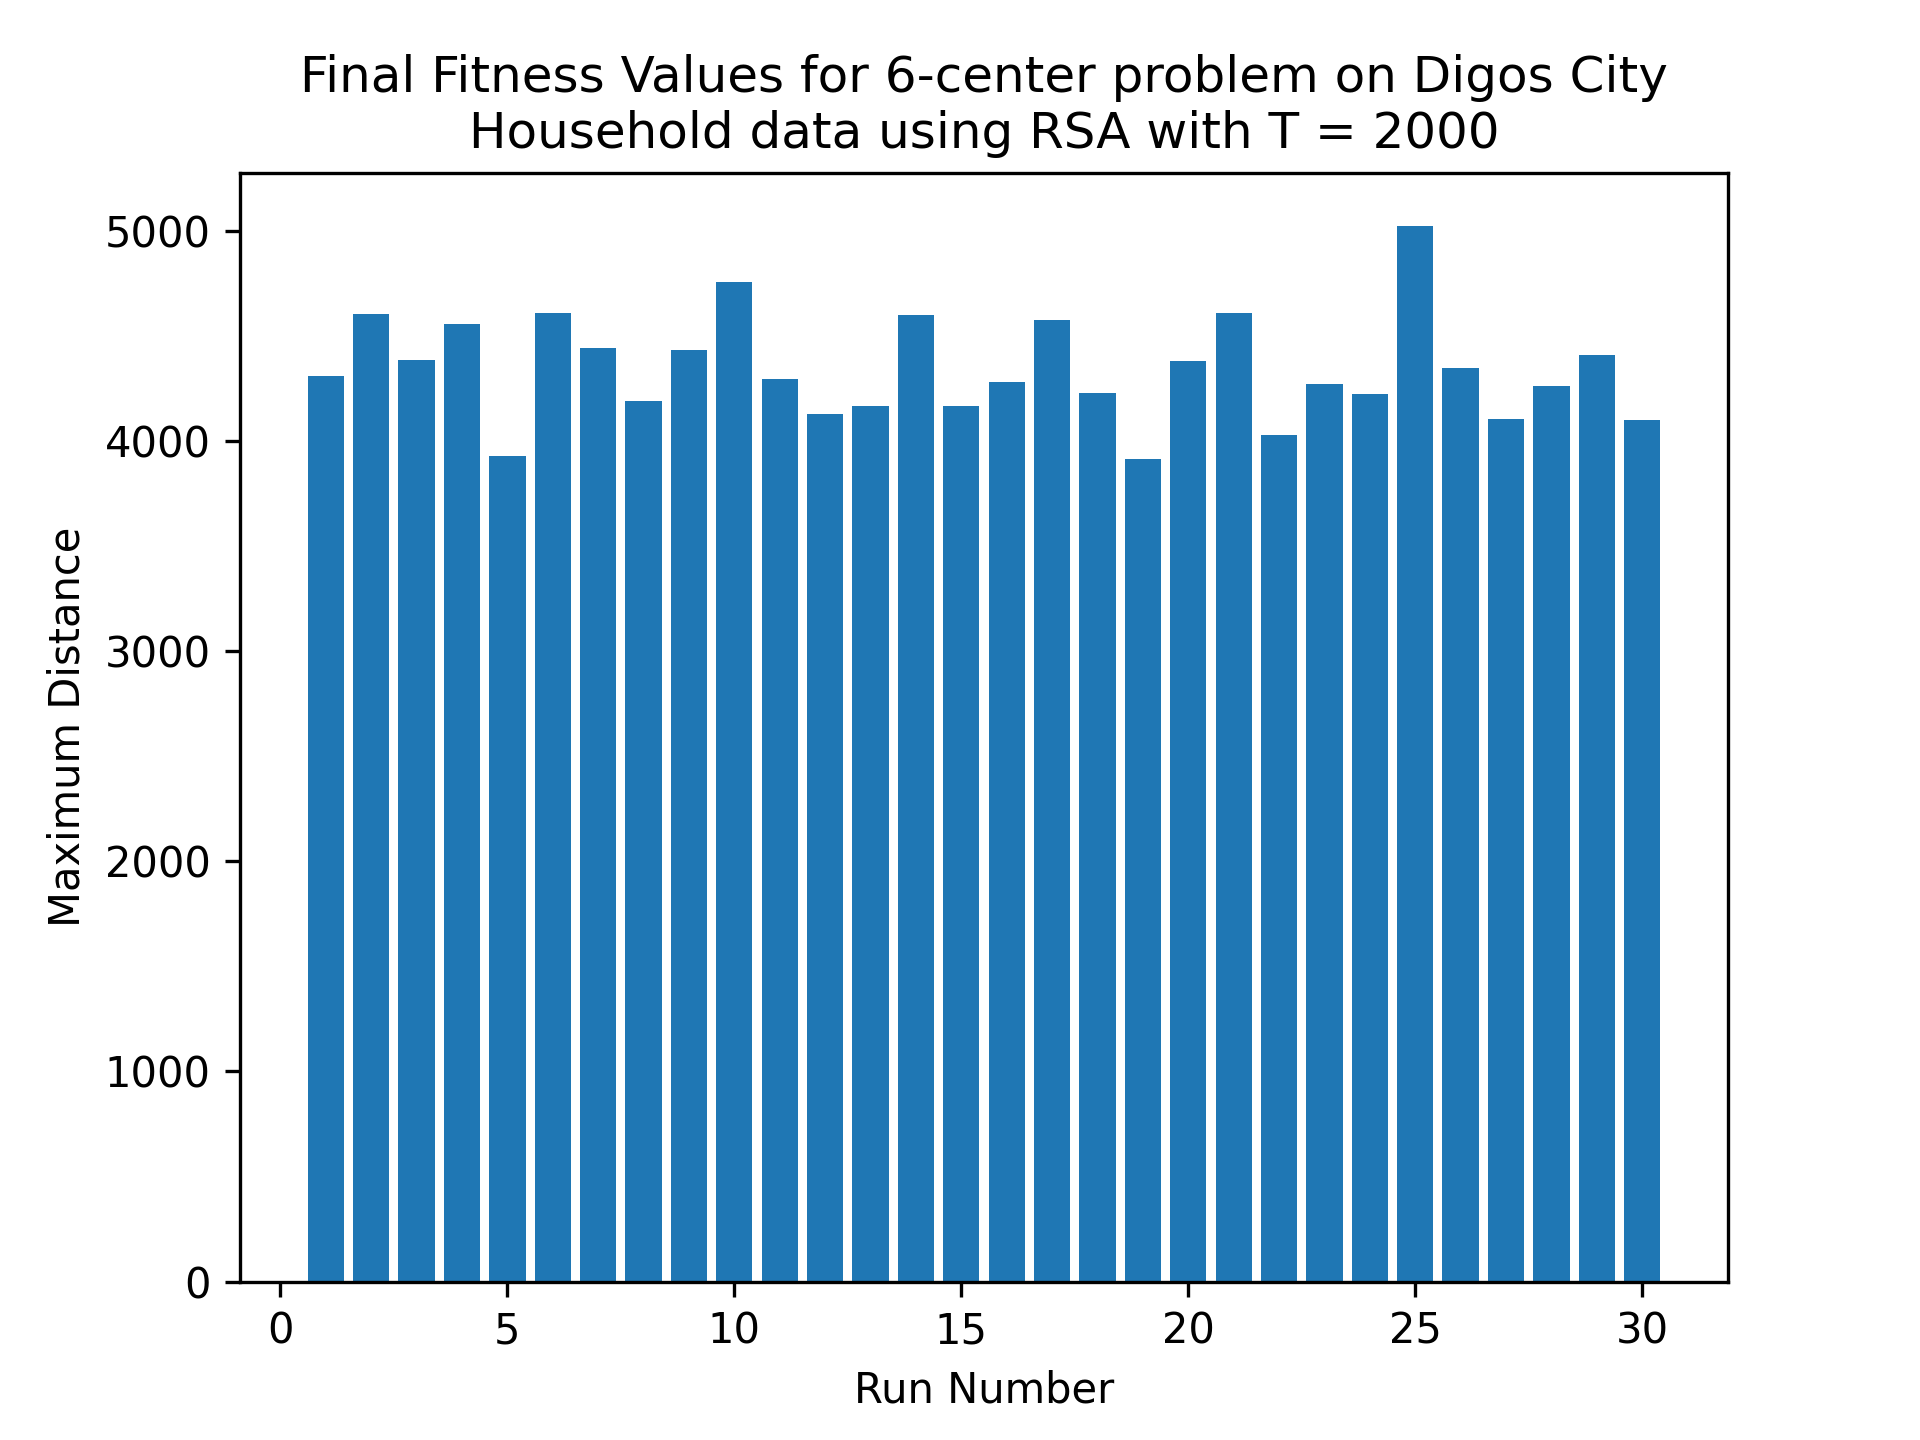 Final Fitness Values for 6-center problem on Digos City
Household data using RSA with T = 2000
5000
4000
3000
2000
1000
0
Maximum Distance
0 5 10 15 20 25 30
Run Number